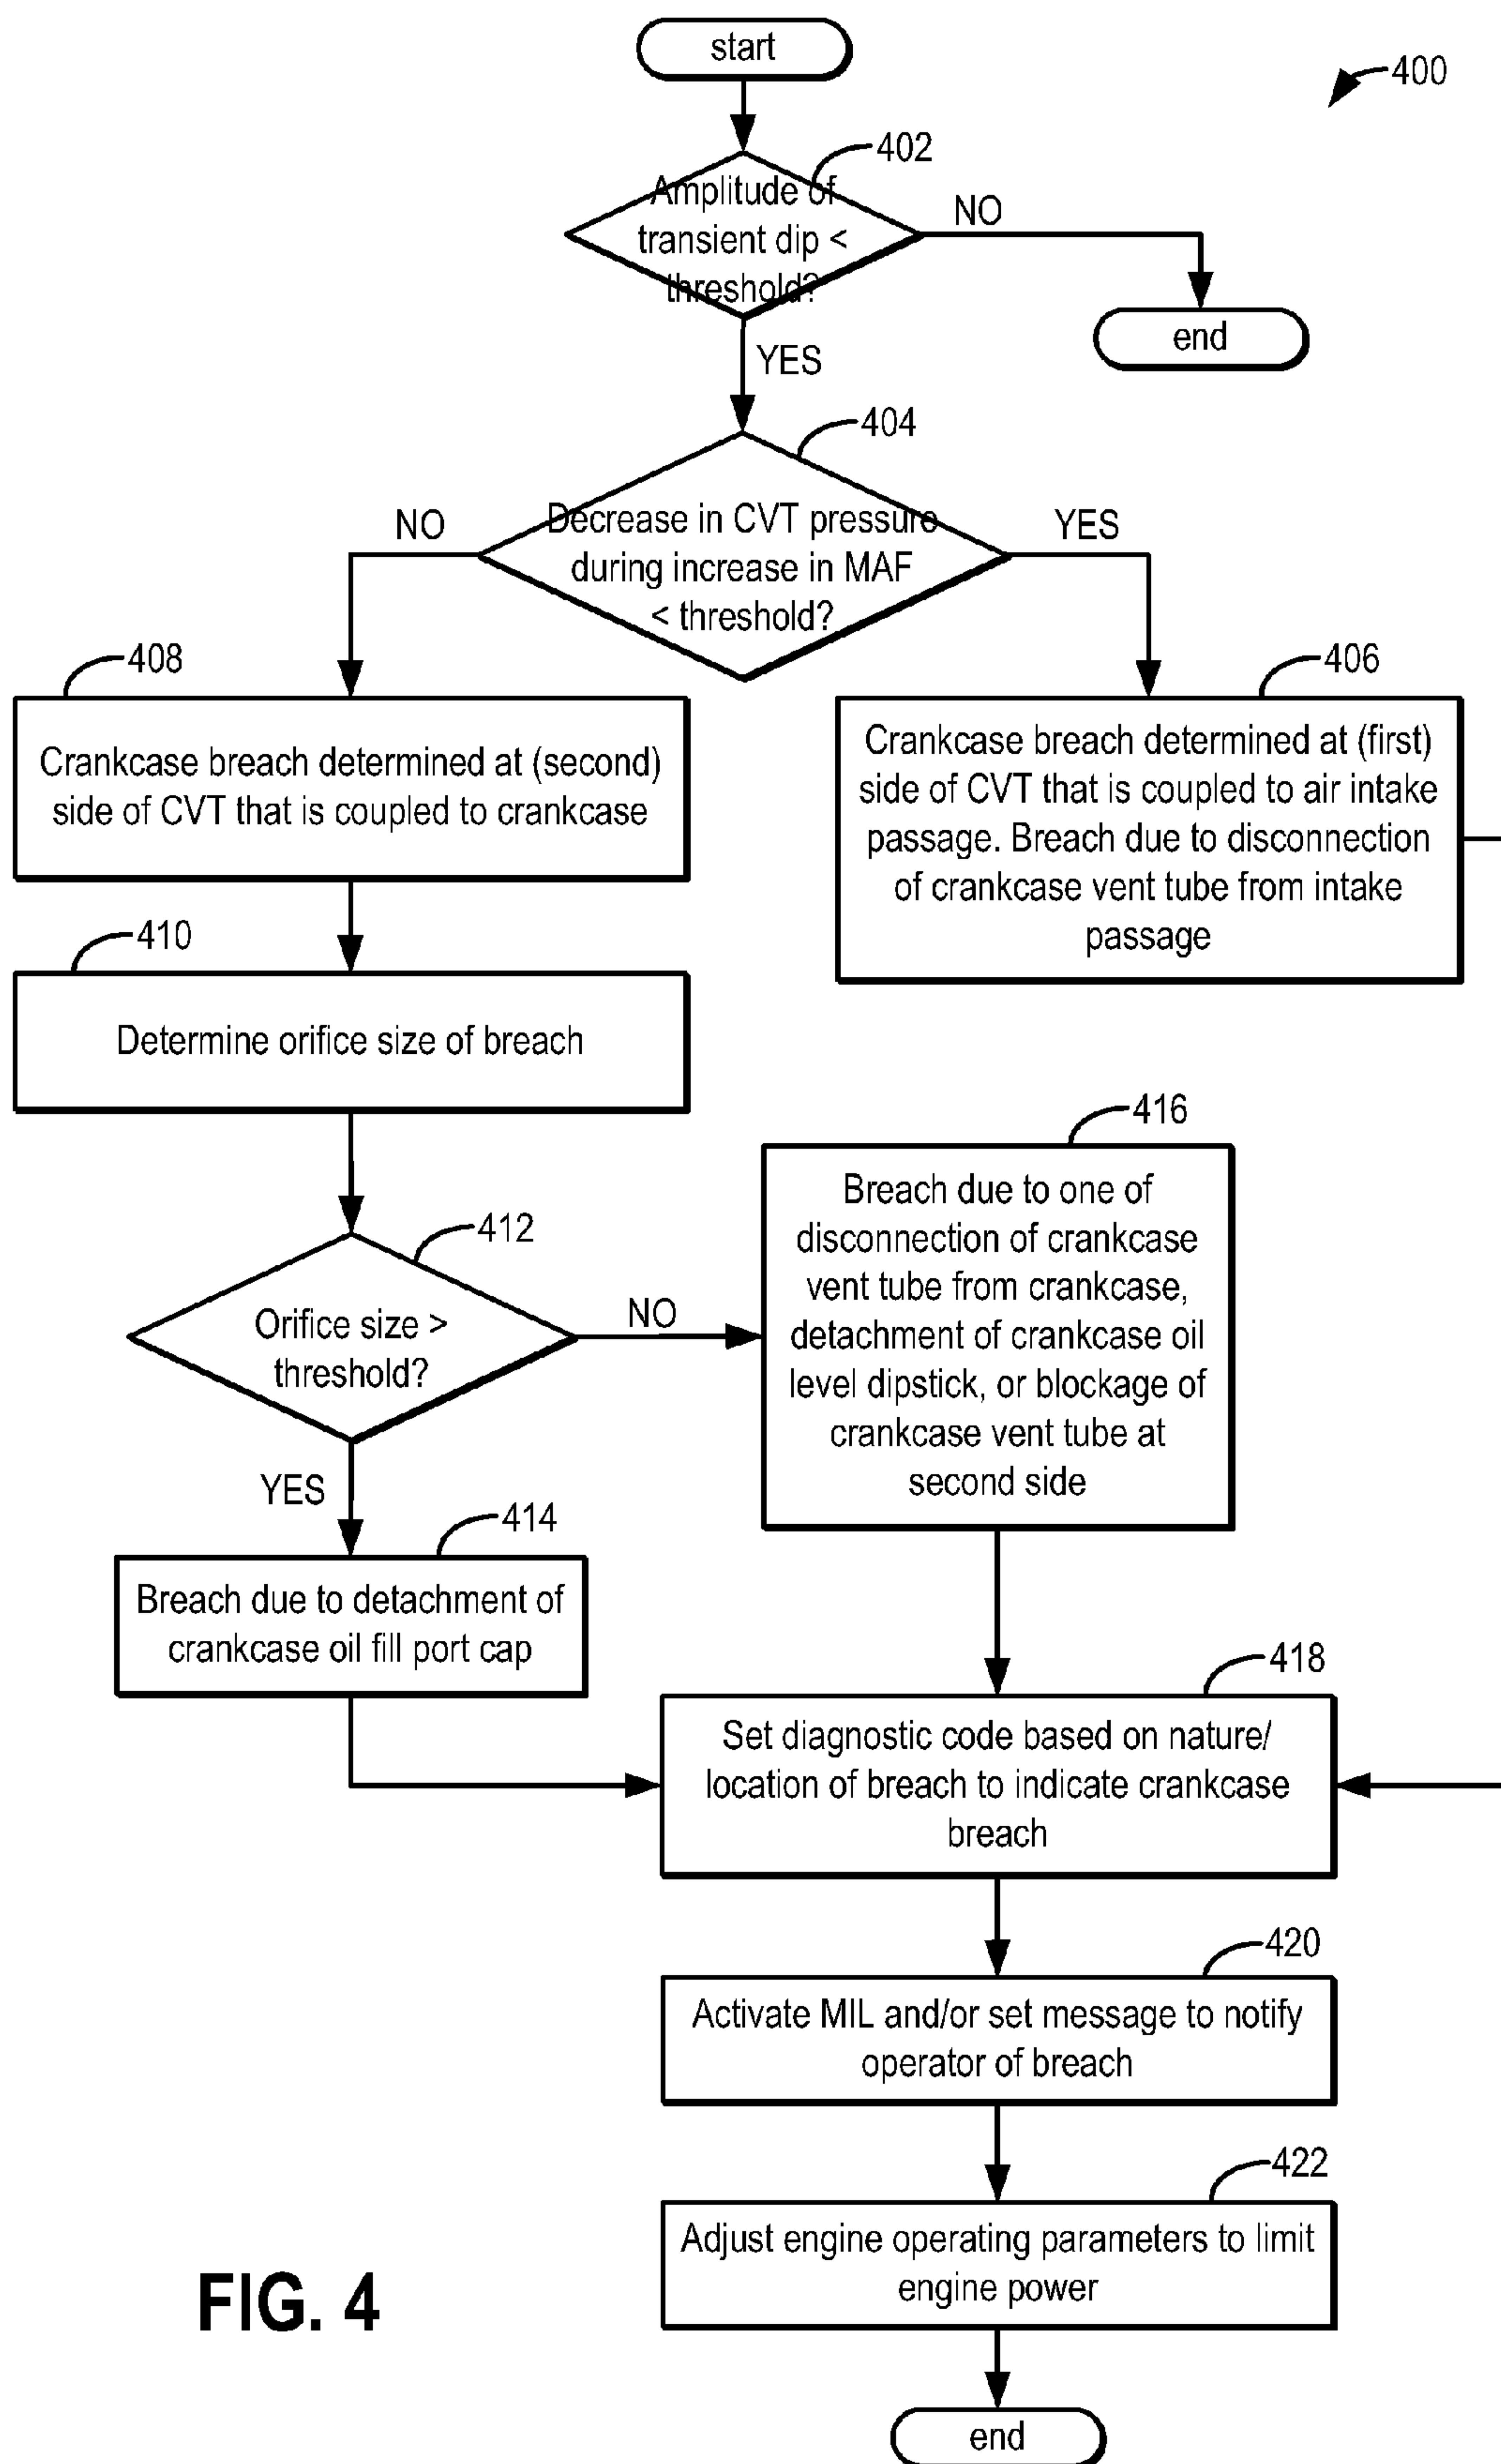 start
400
402
Amplitude of
transient dip <
threshold?
NO
end
YES
404
Decrease in CVT pressure
during increase in MAF
< threshold?
NO
YES
408
406
Crankcase breach determined at (second)
side of CVT that is coupled to crankcase
Crankcase breach determined at (first)
side of CVT that is coupled to air intake
passage. Breach due to disconnection
of crankcase vent tube from intake
passage
410
Determine orifice size of breach
416
Breach due to one of
disconnection of crankcase
vent tube from crankcase,
detachment of crankcase oil
level dipstick, or blockage of
crankcase vent tube at
second side
412
Orifice size >
threshold?
NO
YES
414
Breach due to detachment of
crankcase oil fill port cap
418
Set diagnostic code based on nature/
location of breach to indicate crankcase
breach
420
Activate MIL and/or set message to notify
operator of breach
422
Adjust engine operating parameters to limit
engine power
FIG. 4
end